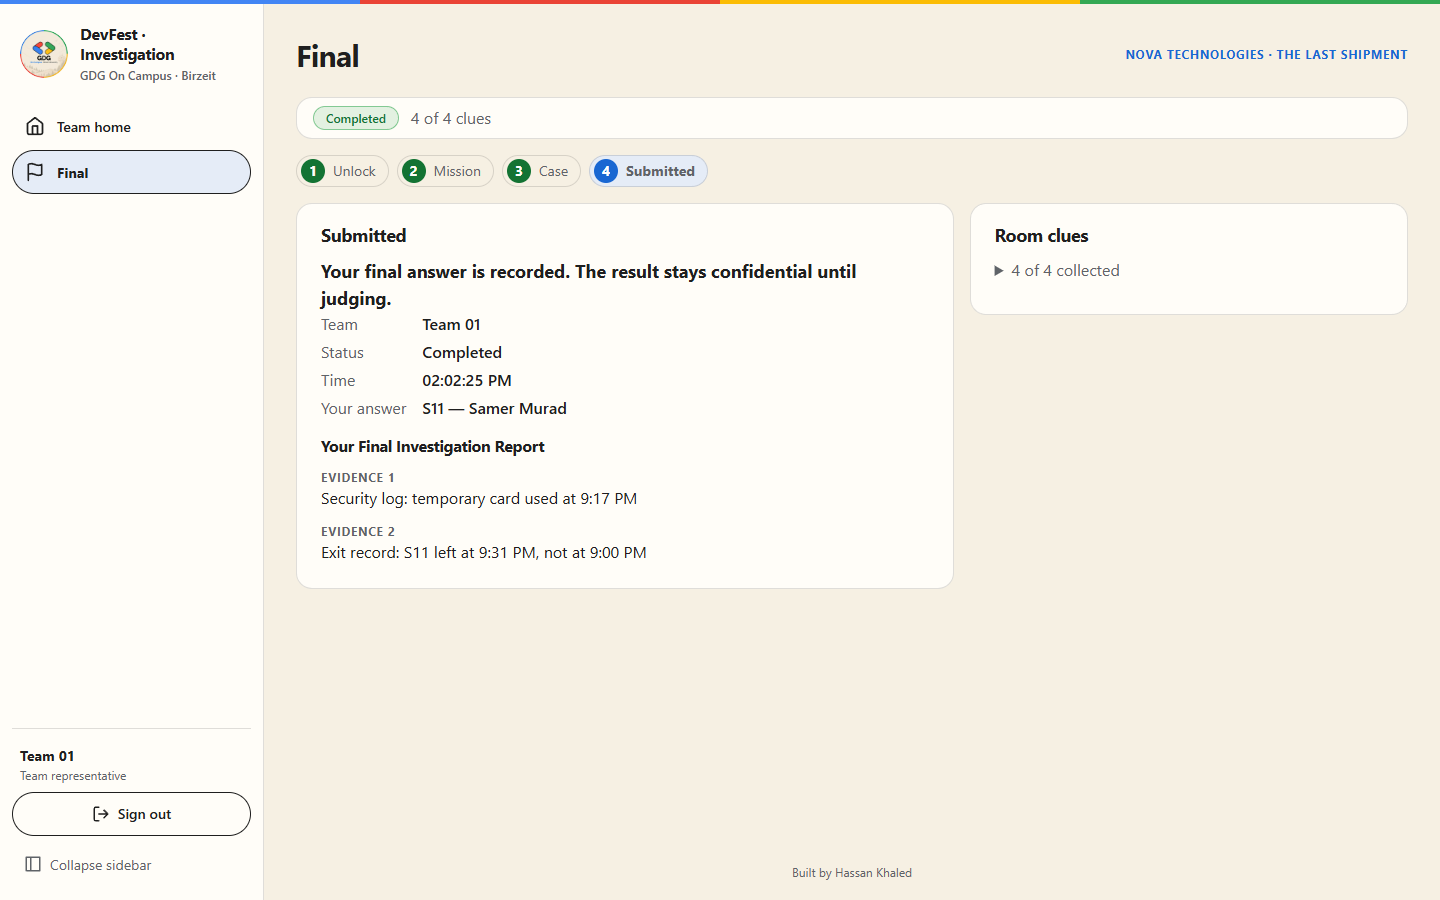 DevFest ·
Investigation
GDG On Campus · Birzeit
Team home
Final
Team 01
Team representative
Sign out
Collapse sidebar
Final
NOVA TECHNOLOGIES · THE LAST SHIPMENT
Completed 4 of 4 clues
1 Unlock 2 Mission 3 Case 4 Submitted
Submitted
Your final answer is recorded. The result stays confidential until
judging.
Team Team 01
Status Completed
Time 02:02:25 PM
Your answer S11 — Samer Murad
Your Final Investigation Report
EVIDENCE 1
Security log: temporary card used at 9:17 PM
EVIDENCE 2
Exit record: S11 left at 9:31 PM, not at 9:00 PM
Room clues
4 of 4 collected
Built by Hassan Khaled
GDG